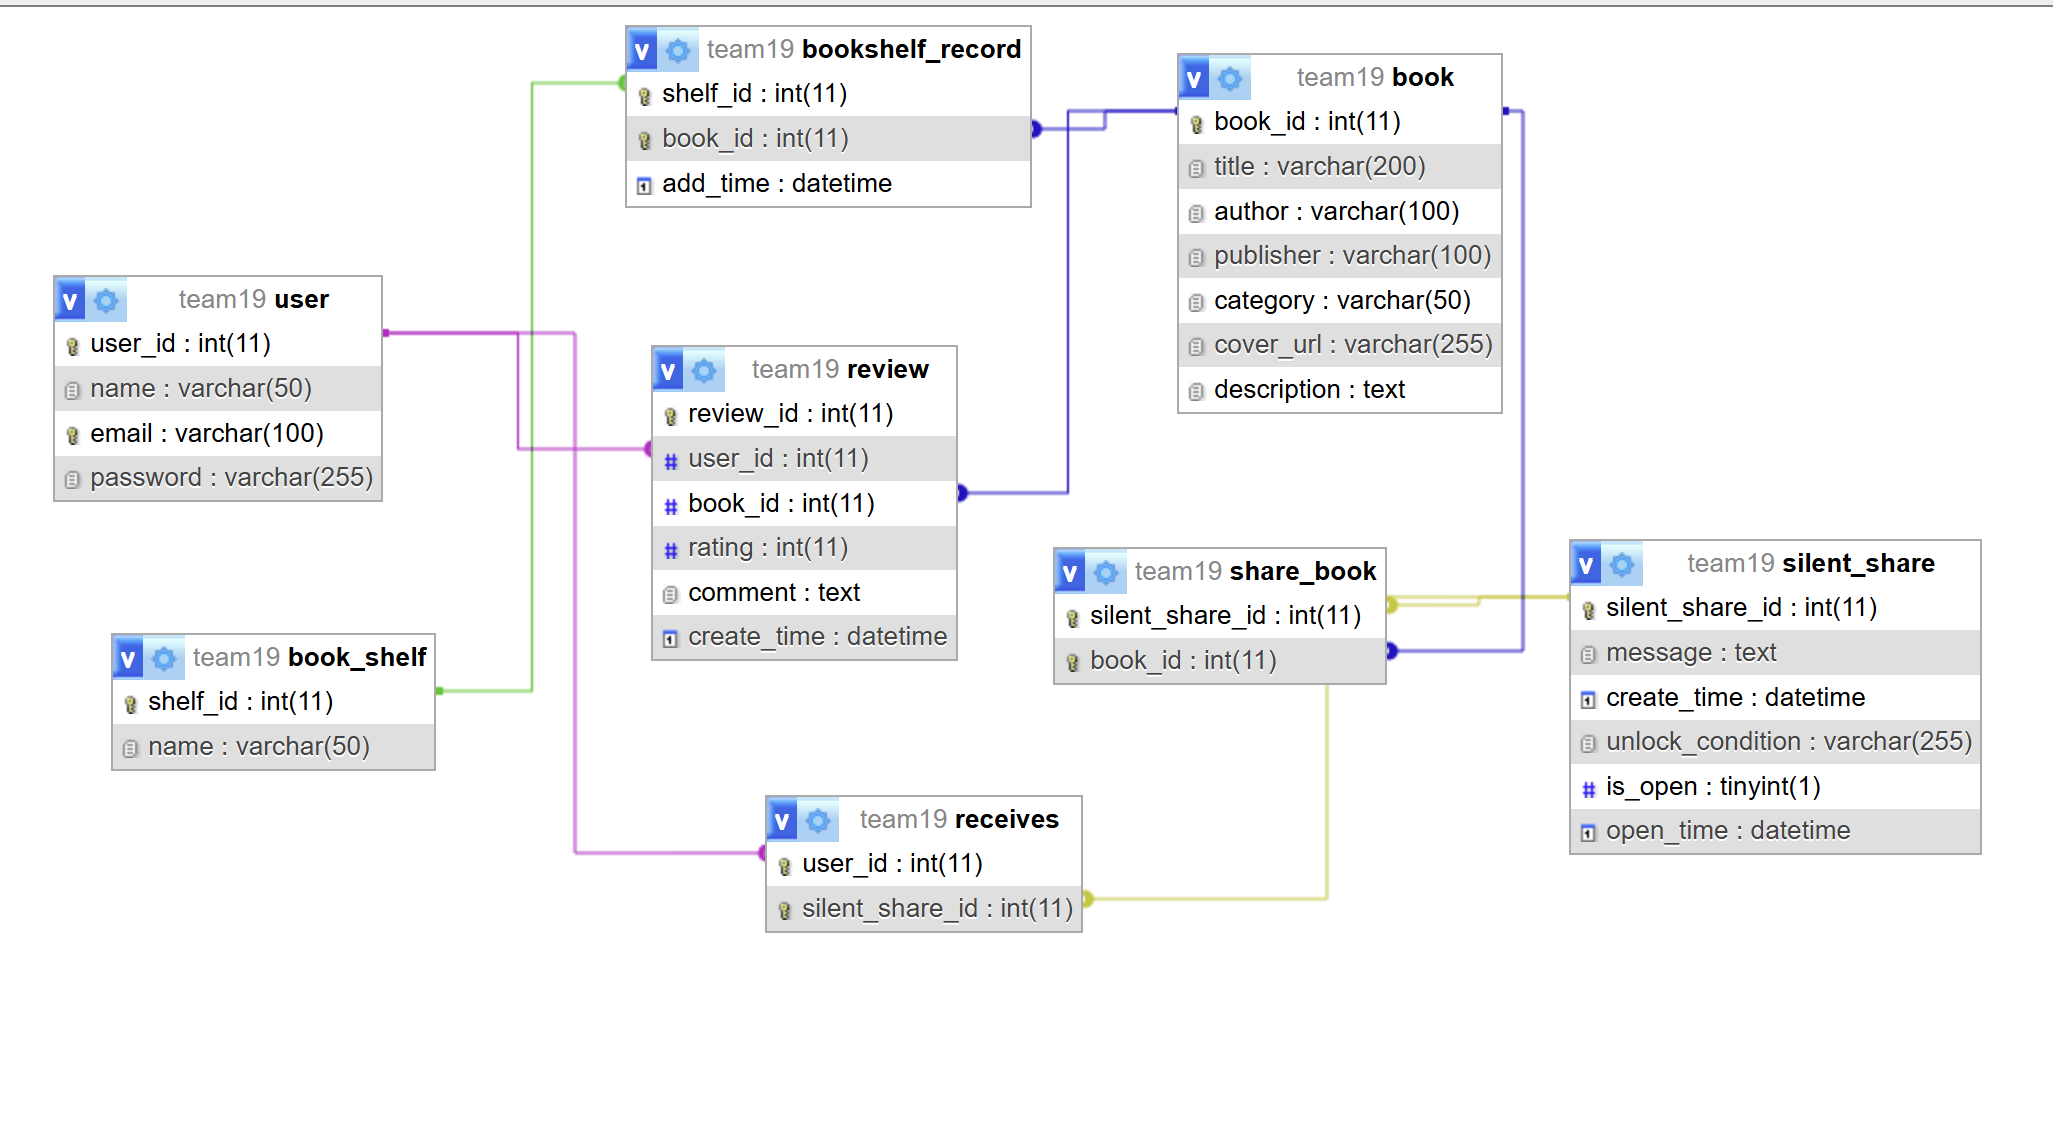 v team19 bookshelf_record
shelf_id : int(11)
book_id : int(11)
add_time : datetime
v team19 book
book_id : int(11)
title : varchar(200)
author : varchar(100)
publisher : varchar(100)
category : varchar(50)
cover_url : varchar(255)
description : text
v team19 user
user_id : int(11)
name : varchar(50)
email : varchar(100)
password : varchar(255)
v team19 review
review_id : int(11)
# user_id : int(11)
# book_id : int(11)
# rating : int(11)
comment : text
create_time : datetime
v team19 share_book
silent_share_id : int(11)
book_id : int(11)
v team19 silent_share
silent_share_id : int(11)
message : text
create_time : datetime
unlock_condition : varchar(255)
# is_open : tinyint(1)
open_time : datetime
v team19 book_shelf
shelf_id : int(11)
name : varchar(50)
v team19 receives
user_id : int(11)
silent_share_id : int(11)